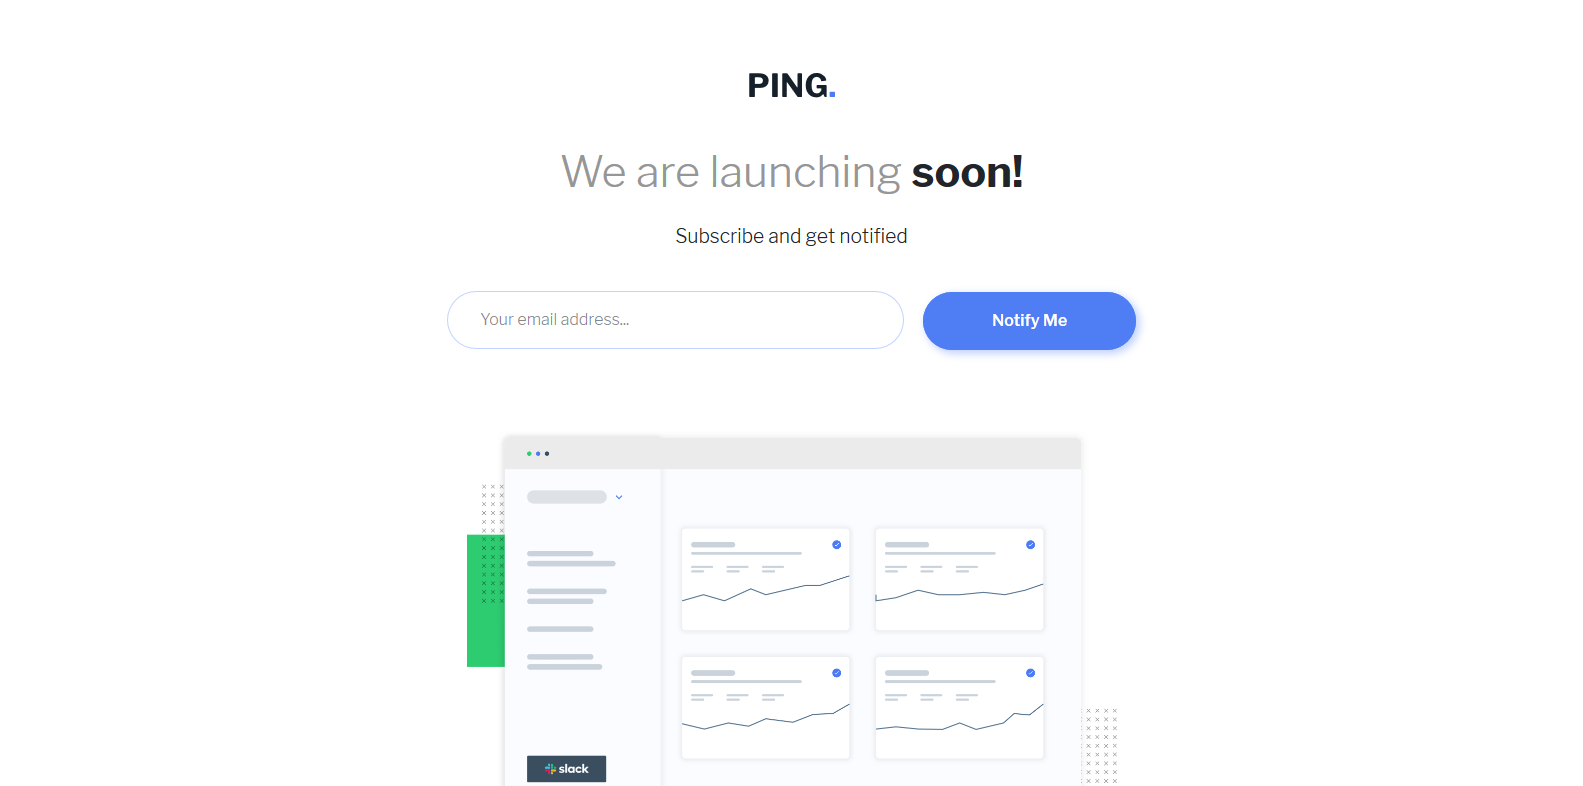 PING.
We are launching soon!
Subscribe and get notified
Your email address...
Notify Me
slack